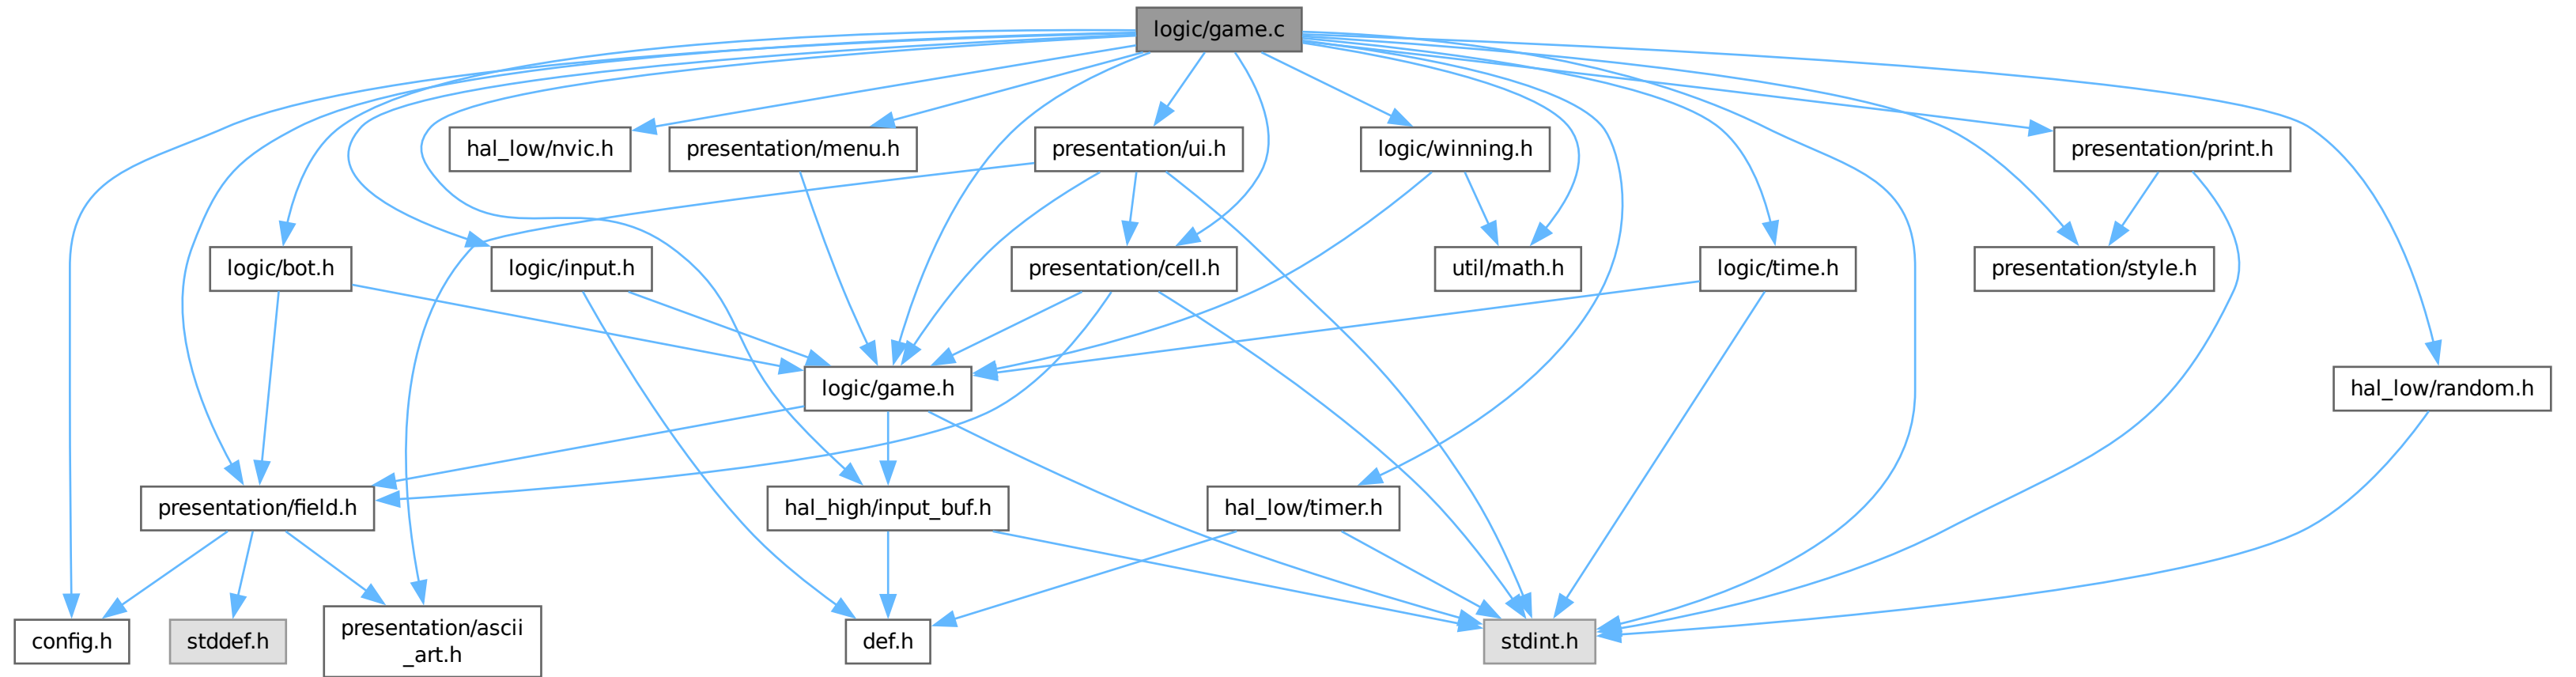 logic/game.c
hal_low/nvic.h
presentation/menu.h
presentation/ui.h
logic/winning.h
presentation/print.h
logic/bot.h
logic/input.h
presentation/cell.h
util/math.h
logic/time.h
presentation/style.h
logic/game.h
hal_low/random.h
presentation/field.h
hal_high/input_buf.h
hal_low/timer.h
config.h
stddef.h
presentation/ascii
_art.h
def.h
stdint.h